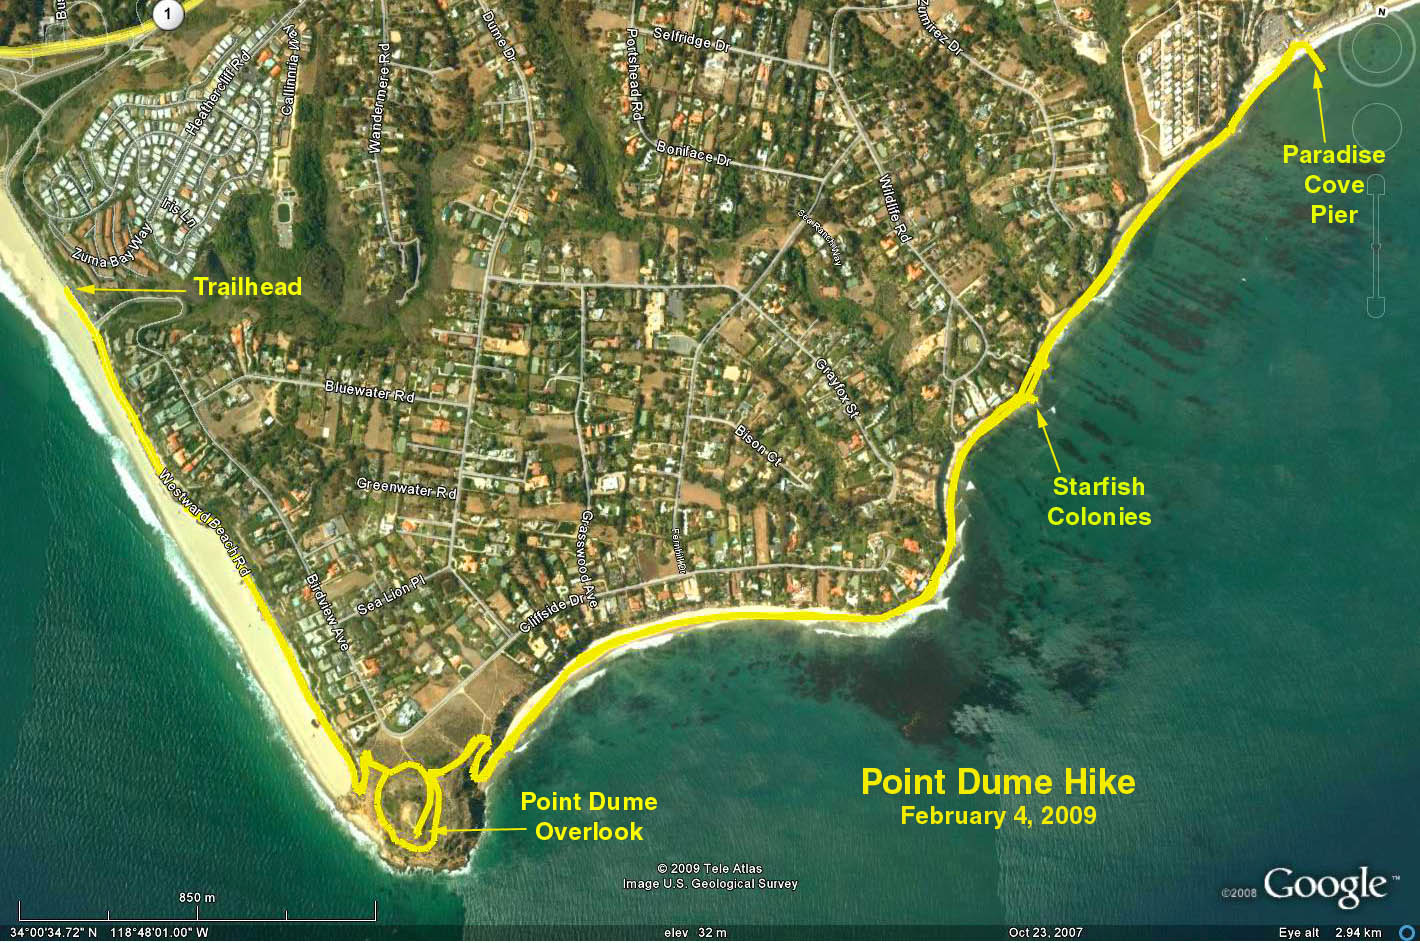 1
Bu
Heathercliff Rd
Wandermere Rd
Dume Dr
Portshead Rd
Selfridge Dr
Zumirez Dr
N
Boniface Dr
Wildlife Rd
Sea Ranch Way
Iris Ln
Zuma Bay Way
Paradise
Cove
Pier
Trailhead
Bluewater Rd
Grayfox St
Bison Ct
Greenwater Rd
Westward Beach Rd
Starfish
Colonies
Grasswood Ave
Birdview Ave
Sea Lion Pl
Cliffside Dr
Point Dume
Overlook
Point Dume Hike
February 4, 2009
© 2009 Tele Atlas
Image U.S. Geological Survey
©2008 Google™
850 m
34°00'34.72" N 118°48'01.00" W
elev 32 m
Oct 23, 2007
Eye alt 2.94 km